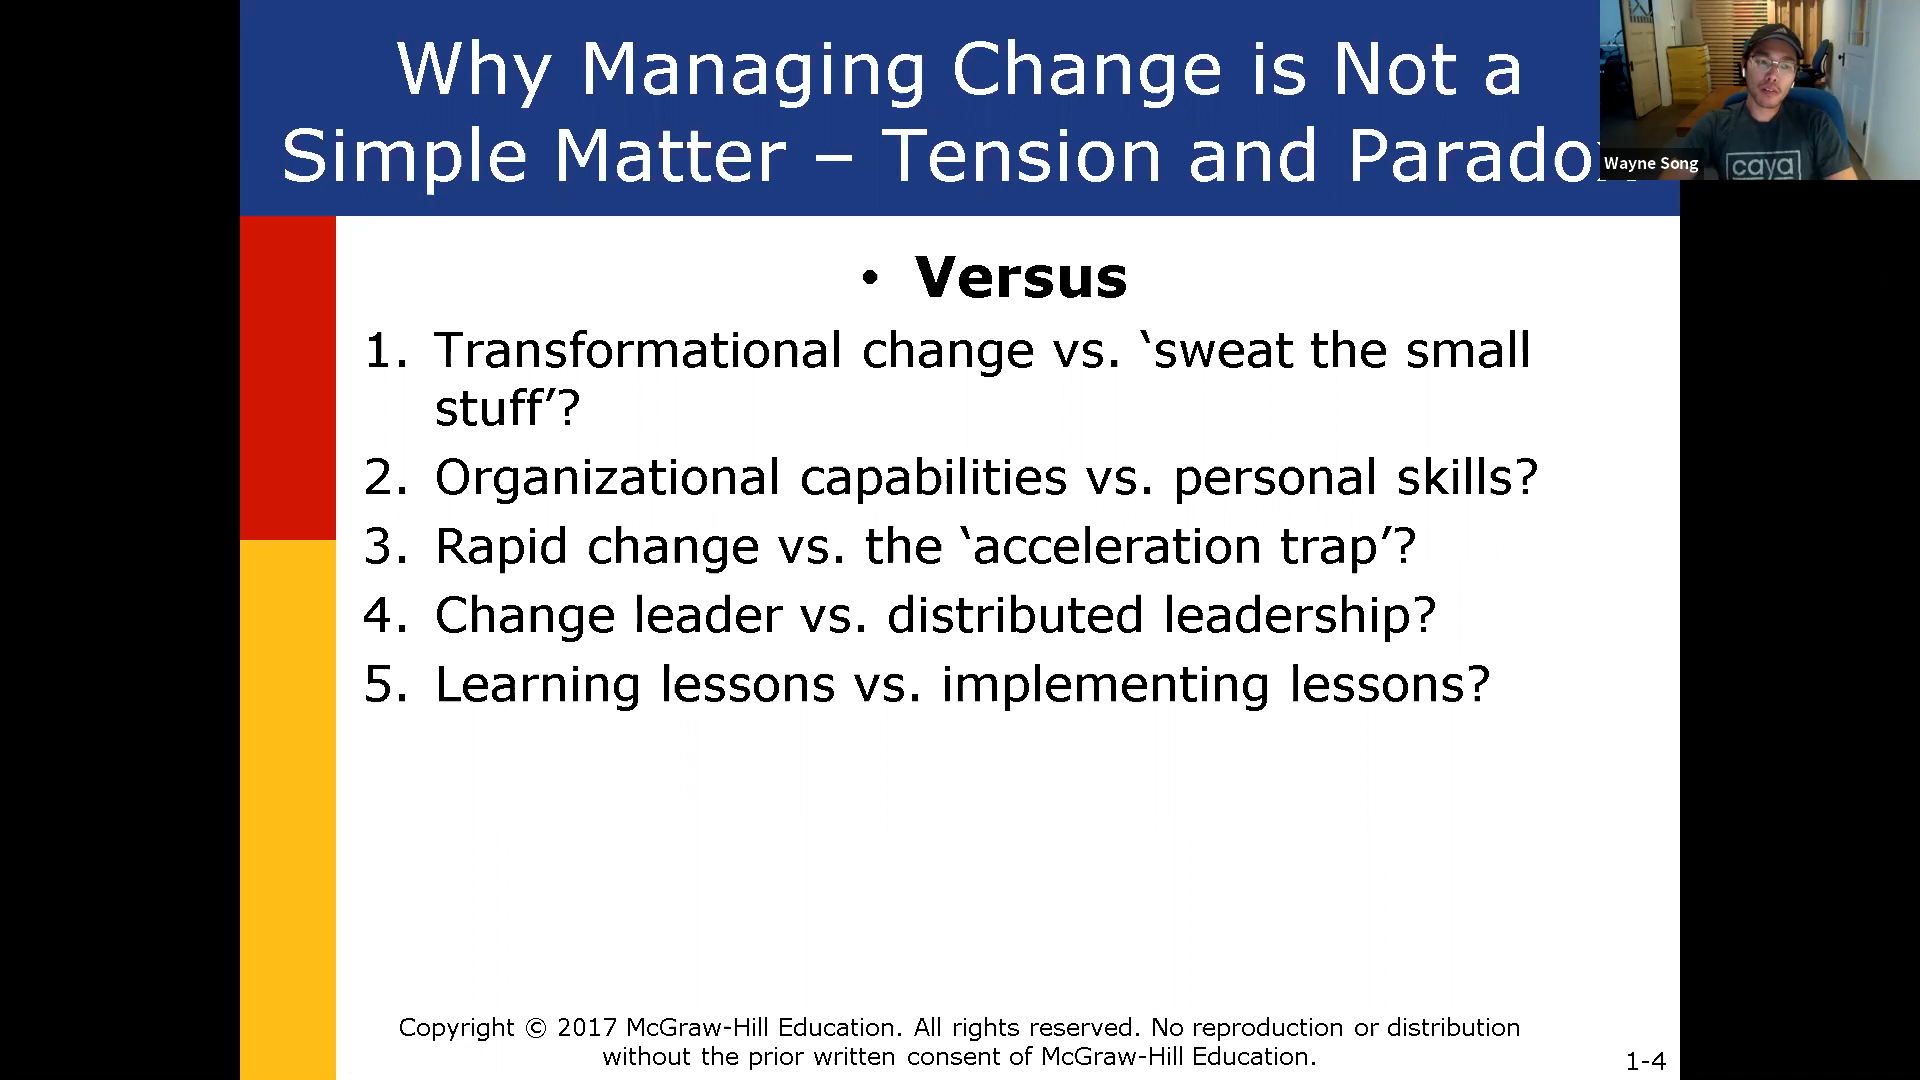 Why Managing Change is Not a
Simple Matter – Tension and
Wayne Song
caya
• Versus
1. Transformational change vs. ‘sweat the small
stuff’?
2. Organizational capabilities vs. personal skills?
3. Rapid change vs. the ‘acceleration trap’?
4. Change leader vs. distributed leadership?
5. Learning lessons vs. implementing lessons?
Copyright © 2017 McGraw-Hill Education. All rights reserved. No reproduction or distribution
without the prior written consent of McGraw-Hill Education.
1-4